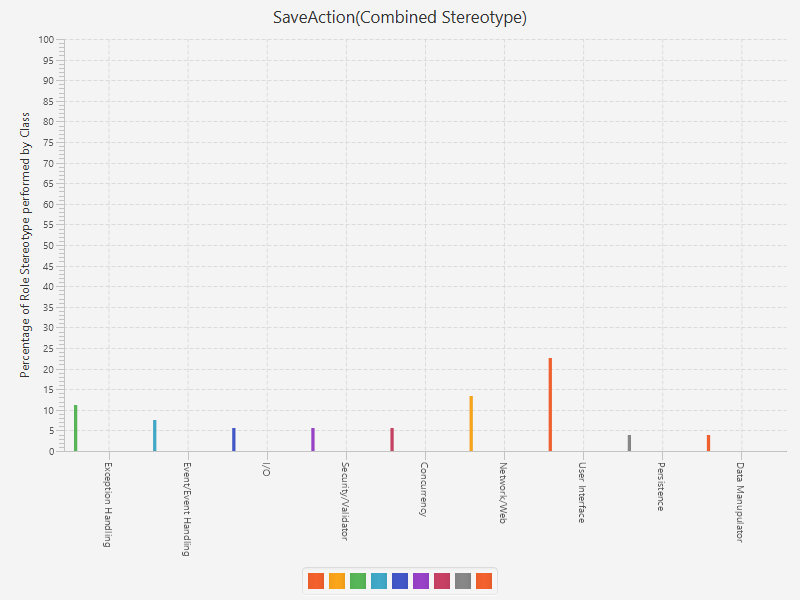 SaveAction(Combined Stereotype)
Percentage of Role Stereotype performed by Class
100
95
90
85
80
75
70
65
60
55
50
45
40
35
30
25
20
15
10
5
0
Exception Handling
Event/Event Handling
I/O
Security/Validator
Concurrency
Network/Web
User Interface
Persistence
Data Manupulator